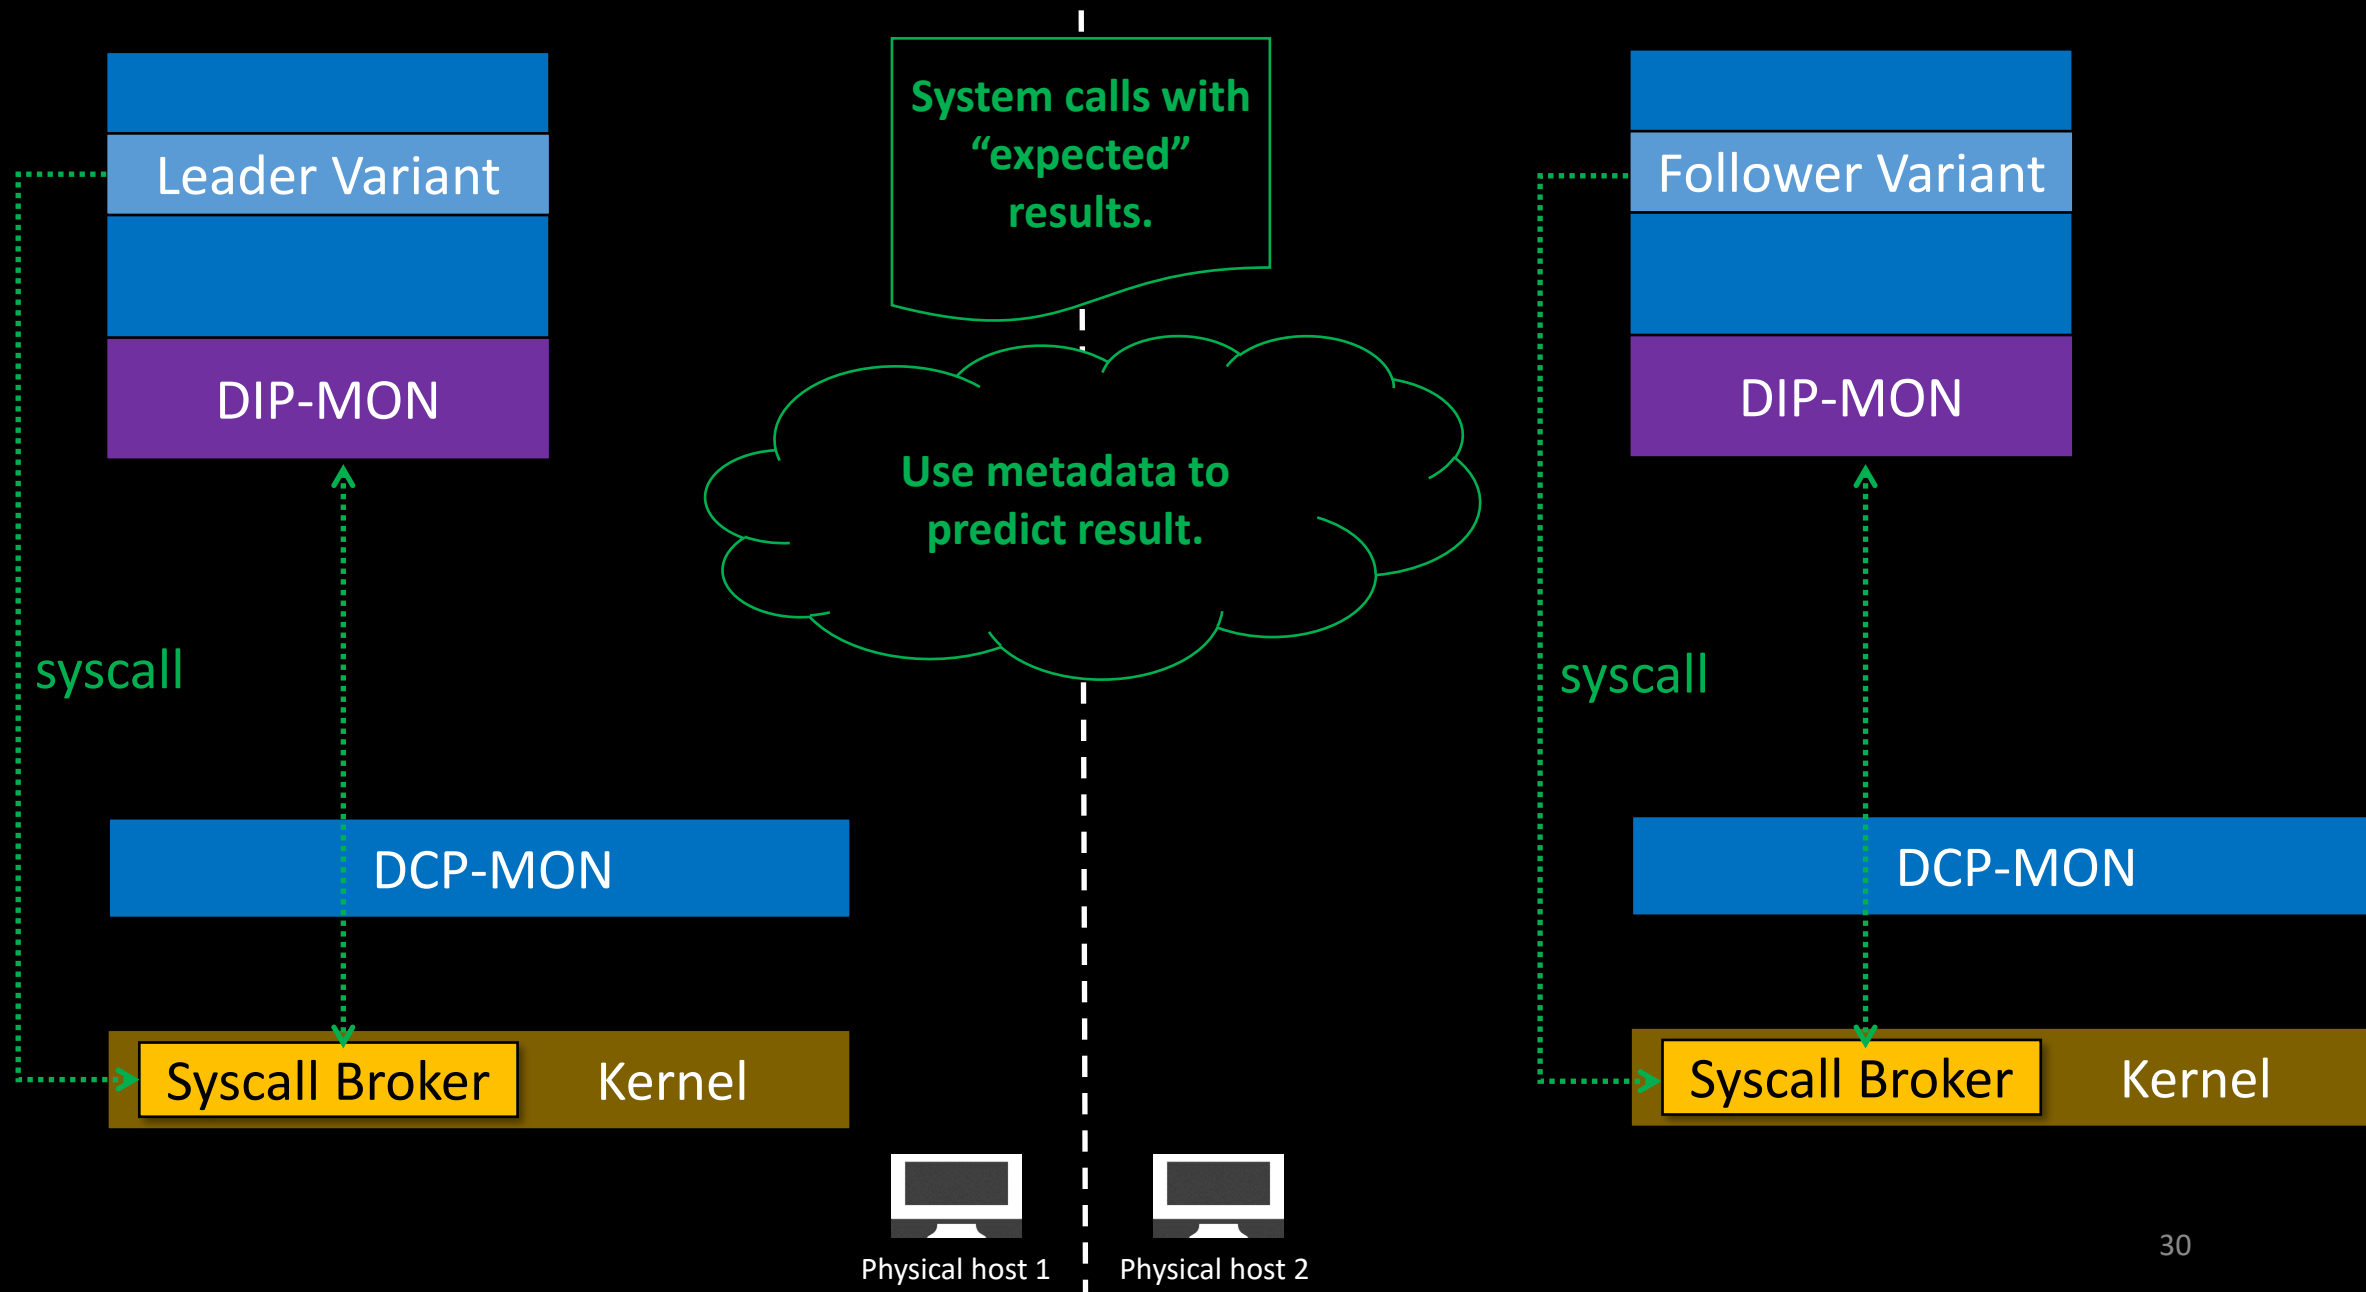 Leader Variant
DIP-MON
syscall
DCP-MON
Syscall Broker
Kernel
System calls with
“expected”
results.
Use metadata to
predict result.
Physical host 1
Physical host 2
Follower Variant
DIP-MON
syscall
DCP-MON
Syscall Broker
Kernel
30